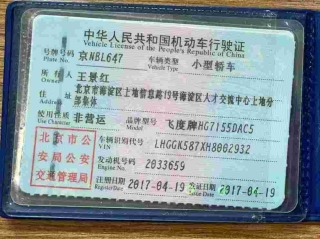 中华人民共和国机动车行驶证
Vehicle License of the People's Republic of China
号牌号码 京NBL647 车辆类型 小型轿车
Plate No. Vehicle Type
所有人 王景红
Owner
住址 北京市海淀区上地信息路19号海淀区人才交流中心上地分部集体
Address
使用性质 非营运 品牌型号 飞度牌HG7155DAC5
Use Character Model
北京市公安局公安交通管理局
车辆识别代号 LHGGK587XH8002932
VIN
发动机号码 2033659
Engine No.
注册日期 2017-04-19 发证日期 2017-04-19
Register Date Issue Date